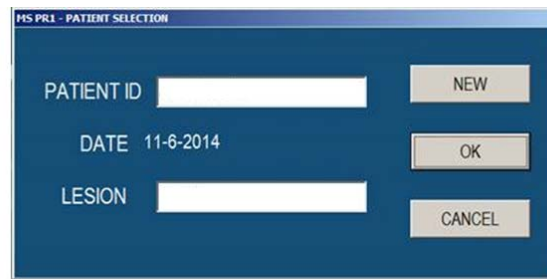 MS PR1 - PATIENT SELECTION
PATIENT ID
NEW
DATE 11-6-2014
OK
LESION
CANCEL